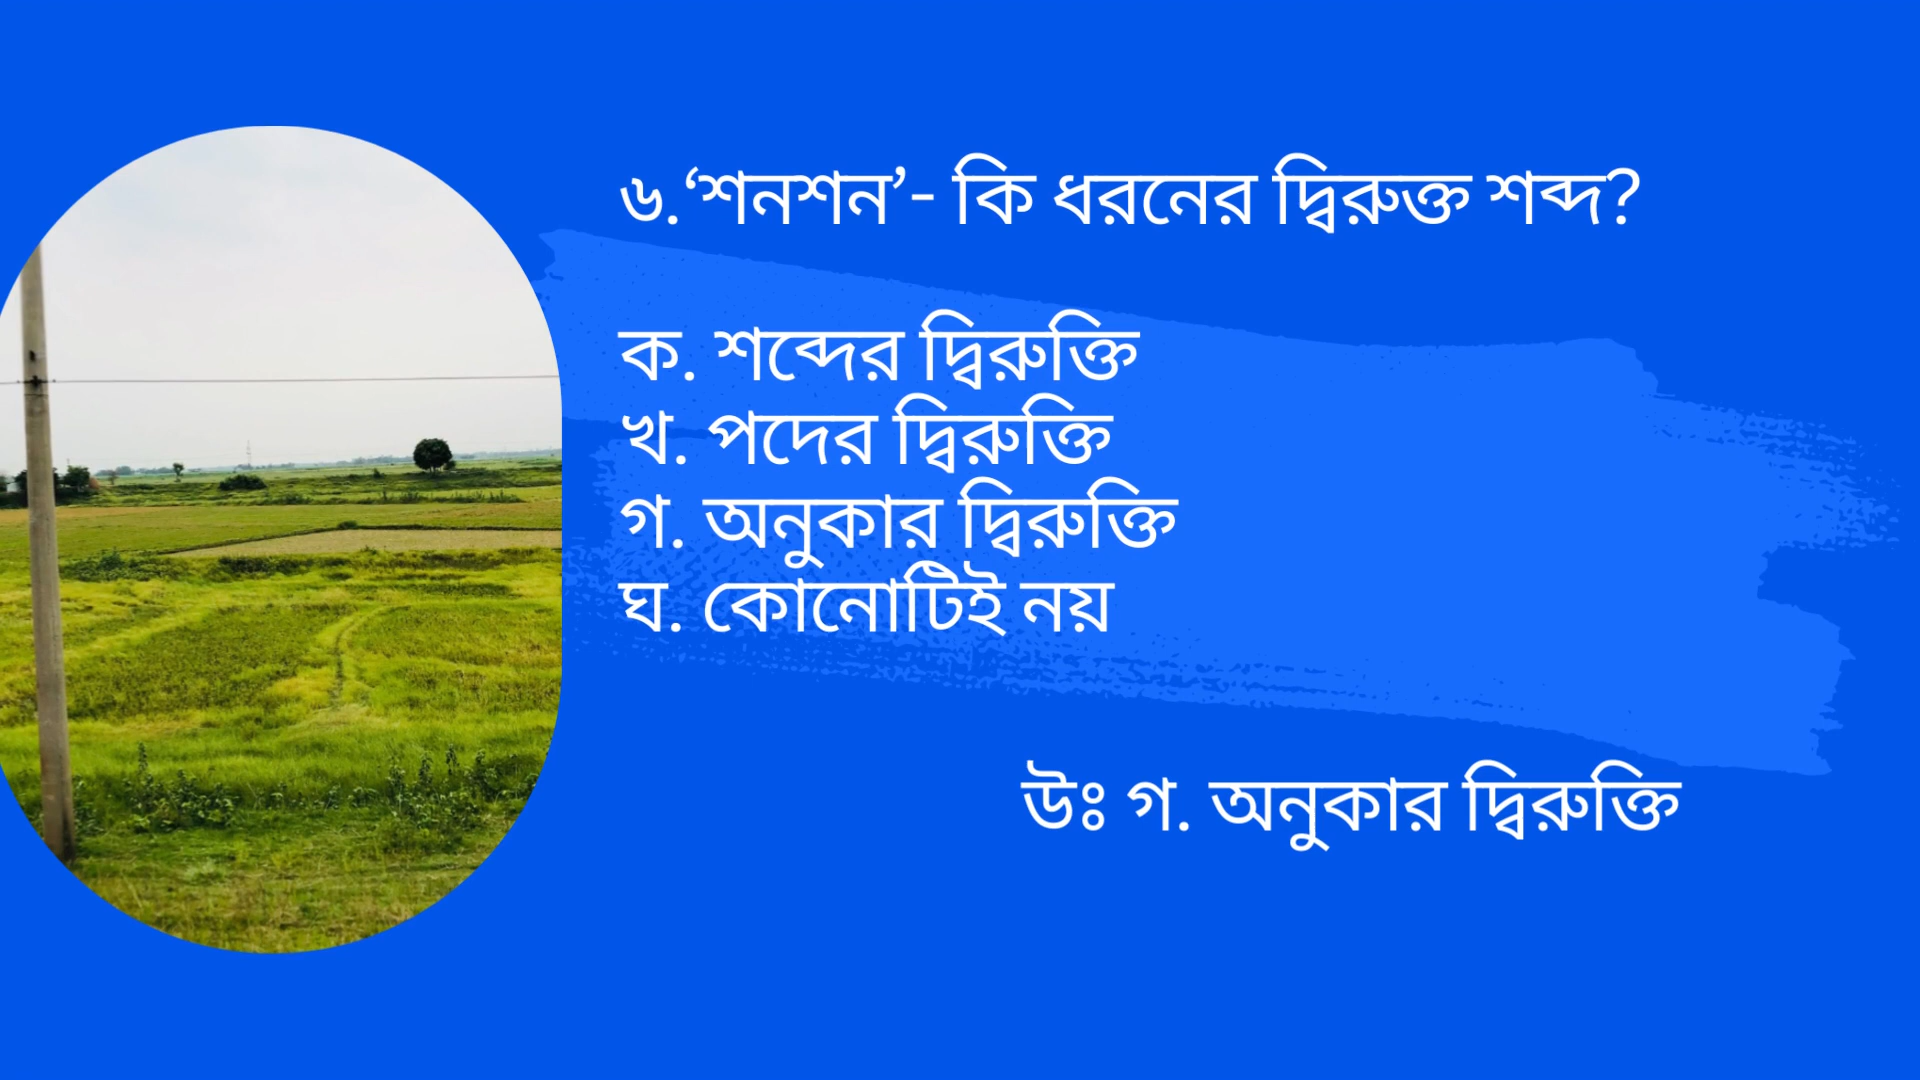 ৬.‘শনশন’- কি ধরনের দ্বিরুক্ত শব্দ?
ক. শব্দের দ্বিরুক্তি
খ. পদের দ্বিরুক্তি
গ. অনুকার দ্বিরুক্তি
ঘ. কোনোটিই নয়
উঃ গ. অনুকার দ্বিরুক্তি